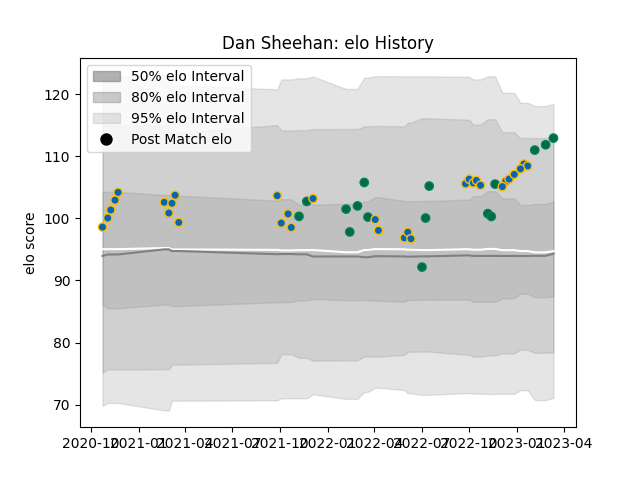 Dan Sheehan: elo History
50% elo Interval
80% elo Interval
95% elo Interval
Post Match elo
elo score
120
110
100
90
80
70
2020-10 2021-01 2021-04 2021-07 2021-10 2022-01 2022-04 2022-07 2022-10 2023-01 2023-04